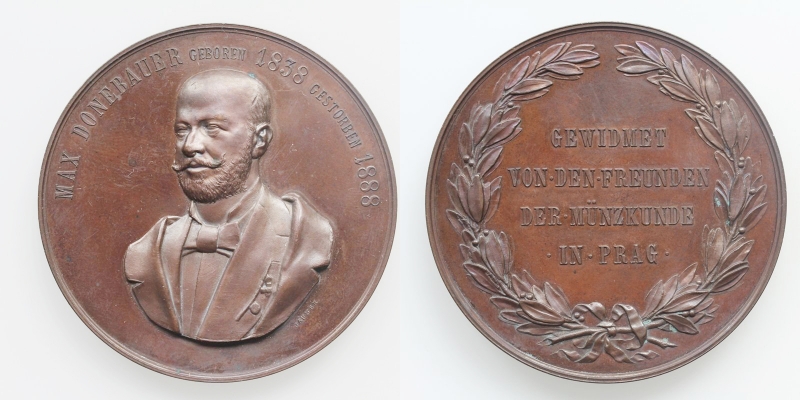 MAX DONEBAUER GEBOREN 1838 GESTORBEN 1888
GEWIDMET
VON·DEN·FREUNDEN
DER·MÜNZKUNDE
·IN·PRAG·